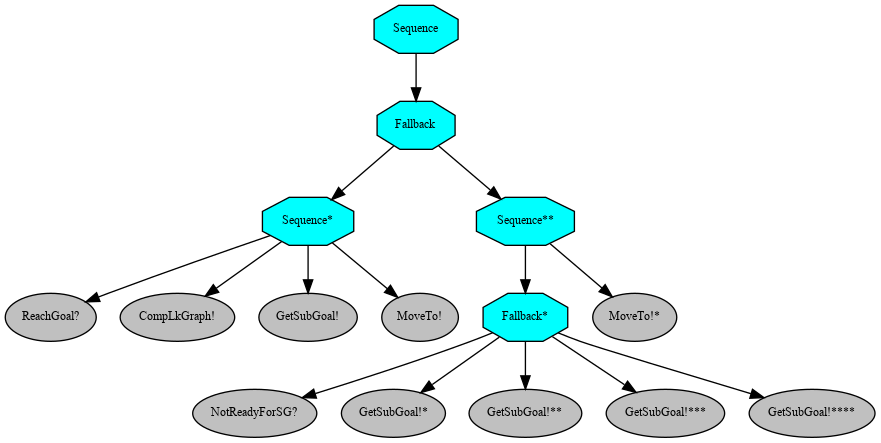 Sequence
Fallback
Sequence*
Sequence**
ReachGoal?
CompLkGraph!
GetSubGoal!
MoveTo!
Fallback*
MoveTo!*
NotReadyForSG?
GetSubGoal!*
GetSubGoal!**
GetSubGoal!***
GetSubGoal!****